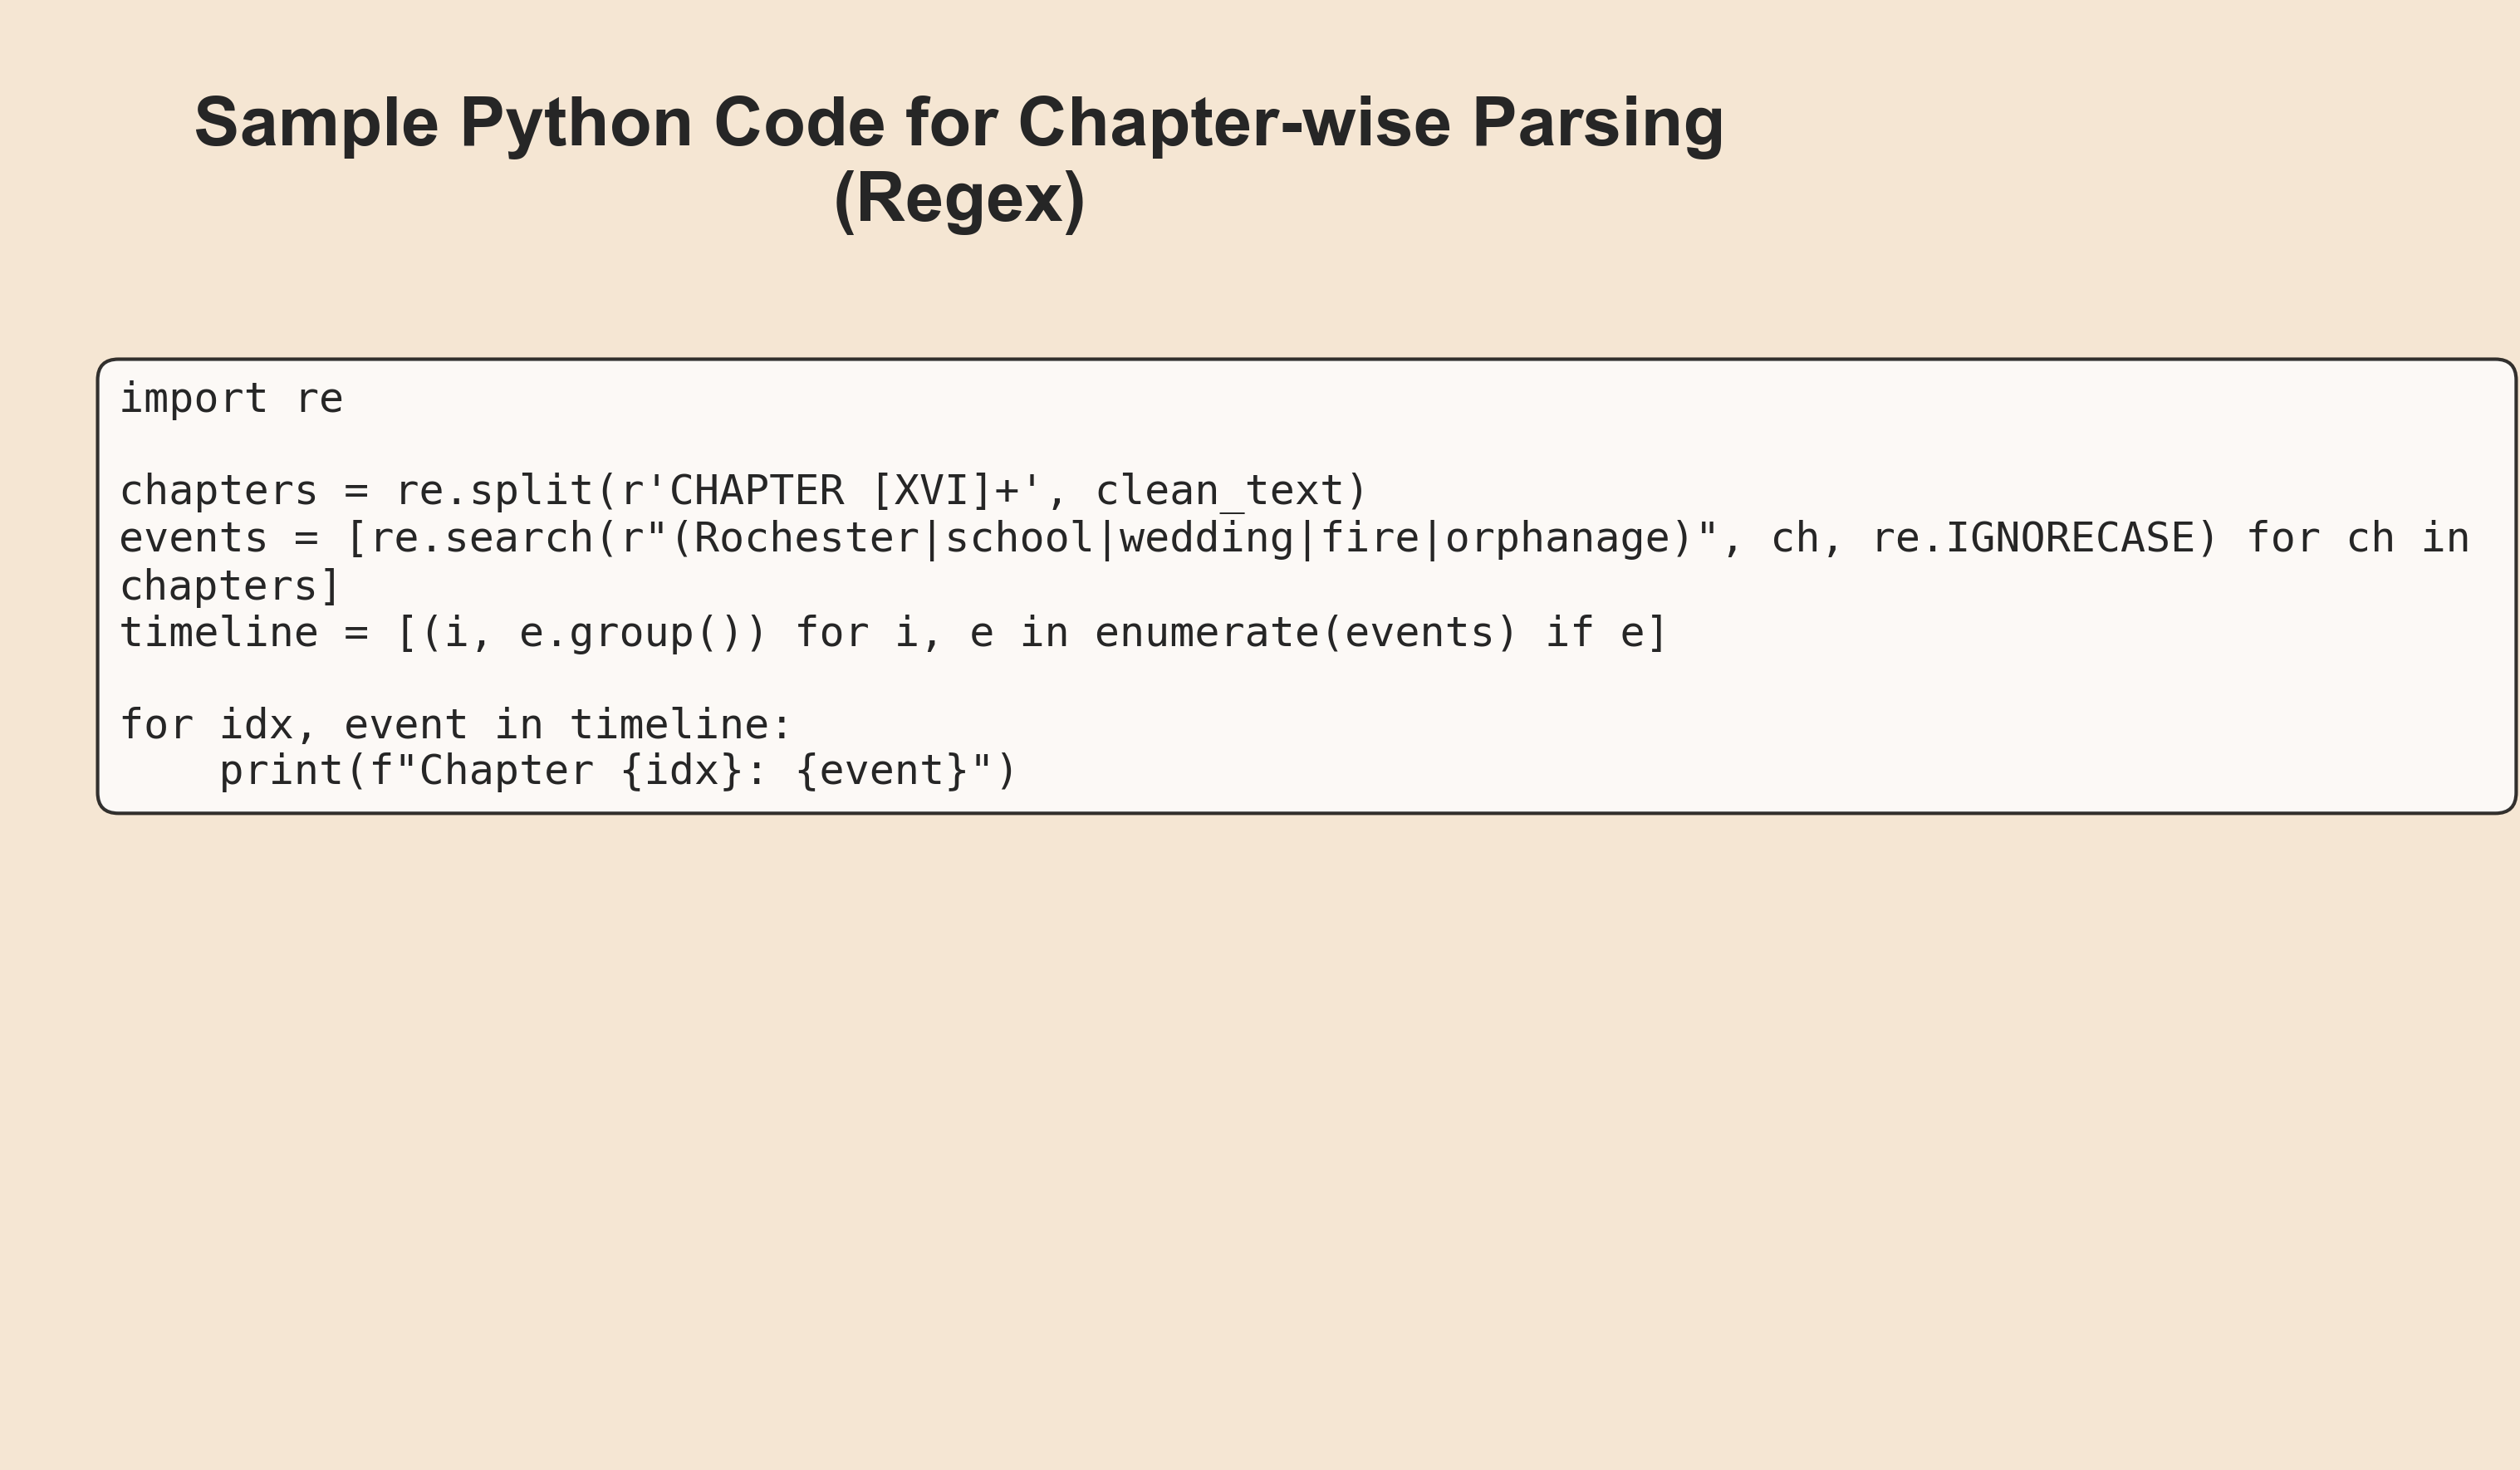 Sample Python Code for Chapter-wise Parsing
(Regex)
import re

chapters = re.split(r'CHAPTER [XVI]+', clean_text)
events = [re.search(r"(Rochester|school|wedding|fire|orphanage)", ch, re.IGNORECASE) for ch in
chapters]
timeline = [(i, e.group()) for i, e in enumerate(events) if e]

for idx, event in timeline:
    print(f"Chapter {idx}: {event}")